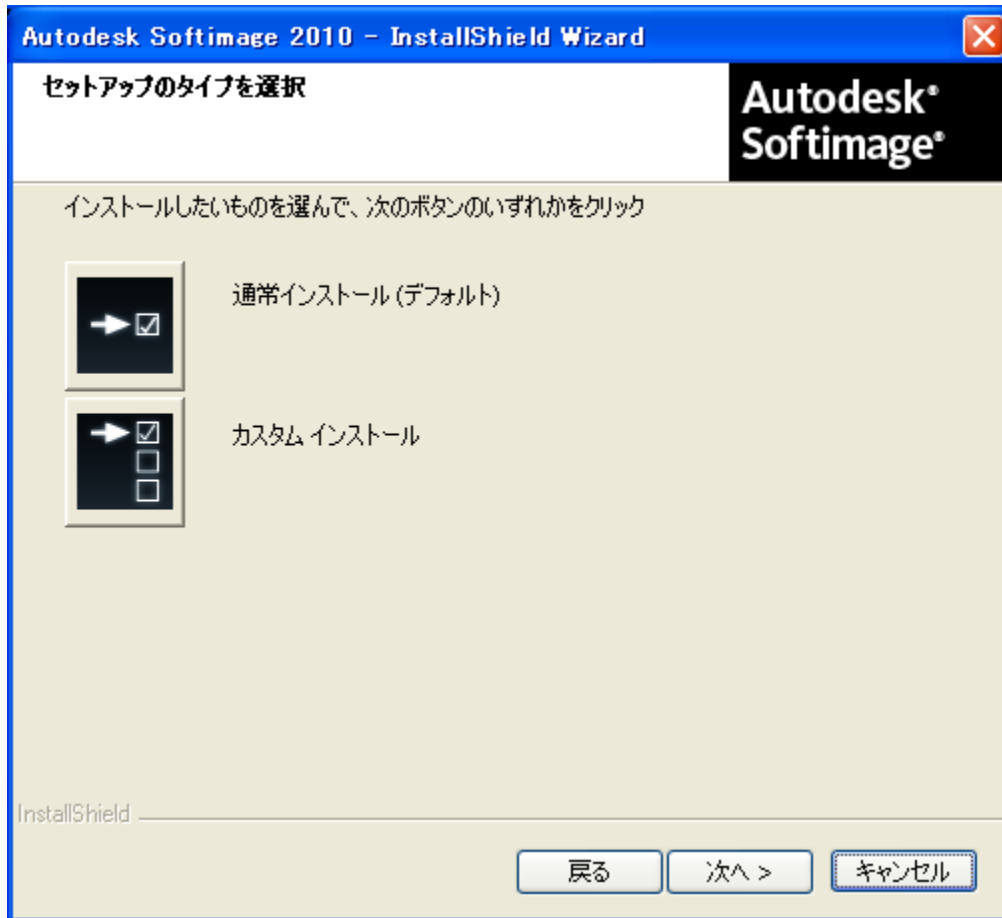 Autodesk Softimage 2010 - InstallShield Wizard
セットアップのタイプを選択
Autodesk®
Softimage®
インストールしたいものを選んで、次のボタンのいずれかをクリック
通常インストール (デフォルト)
カスタム インストール
InstallShield
戻る
次へ >
キャンセル